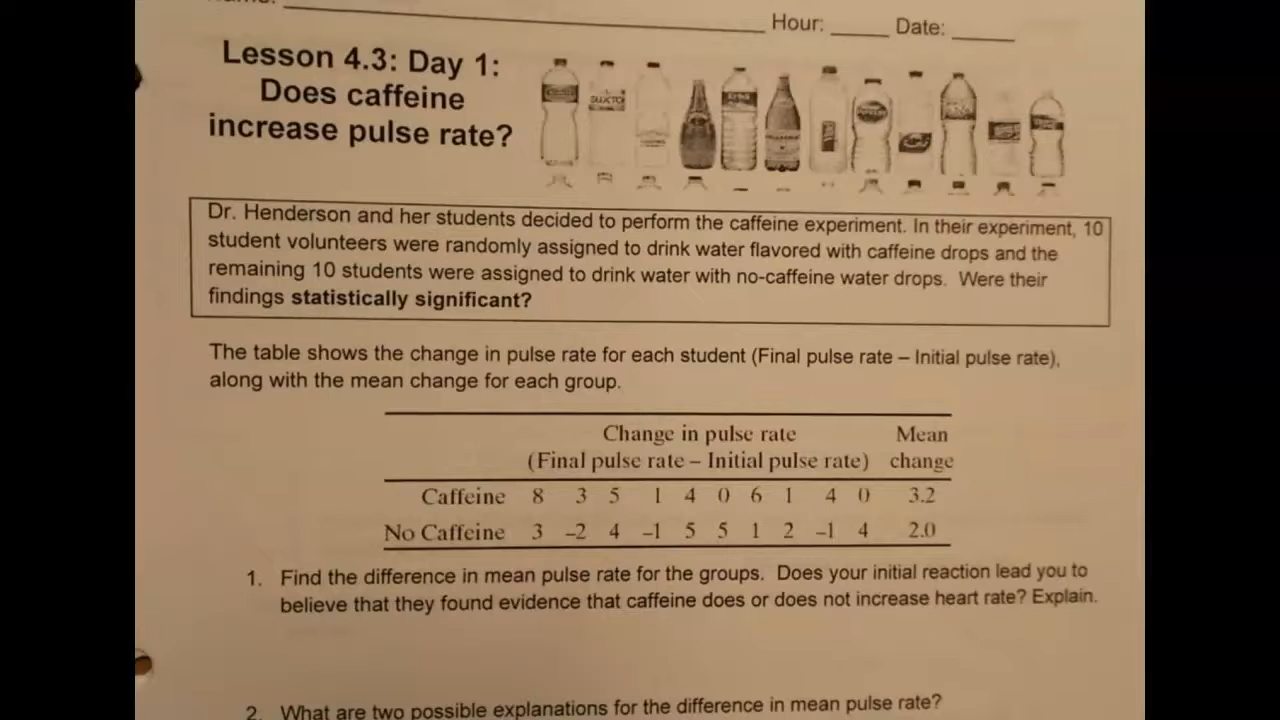 Hour: _____ Date: _____
Lesson 4.3: Day 1:
Does caffeine
increase pulse rate?
Dr. Henderson and her students decided to perform the caffeine experiment. In their experiment, 10
student volunteers were randomly assigned to drink water flavored with caffeine drops and the
remaining 10 students were assigned to drink water with no-caffeine water drops. Were their
findings statistically significant?
The table shows the change in pulse rate for each student (Final pulse rate – Initial pulse rate),
along with the mean change for each group.
Change in pulse rate Mean
(Final pulse rate – Initial pulse rate) change
Caffeine 8 3 5 1 4 0 6 1 4 0 3.2
No Caffeine 3 –2 4 –1 5 5 1 2 –1 4 2.0
1. Find the difference in mean pulse rate for the groups. Does your initial reaction lead you to
believe that they found evidence that caffeine does or does not increase heart rate? Explain.
2. What are two possible explanations for the difference in mean pulse rate?